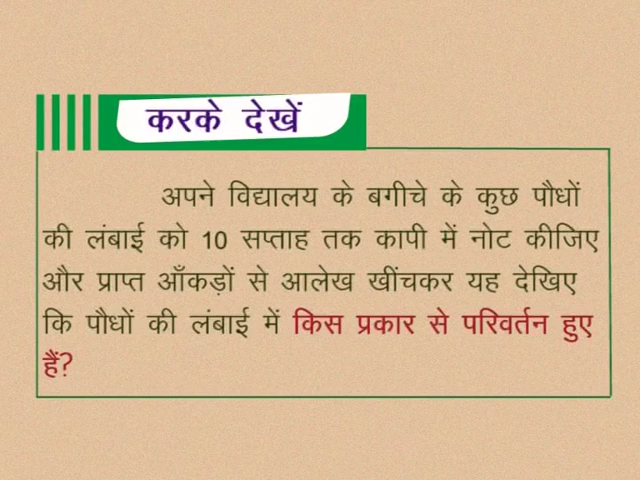 करके देखें
अपने विद्यालय के बगीचे के कुछ पौधों
की लंबाई को 10 सप्ताह तक कापी में नोट कीजिए
और प्राप्त आँकड़ों से आलेख खींचकर यह देखिए
कि पौधों की लंबाई में किस प्रकार से परिवर्तन हुए
हैं?